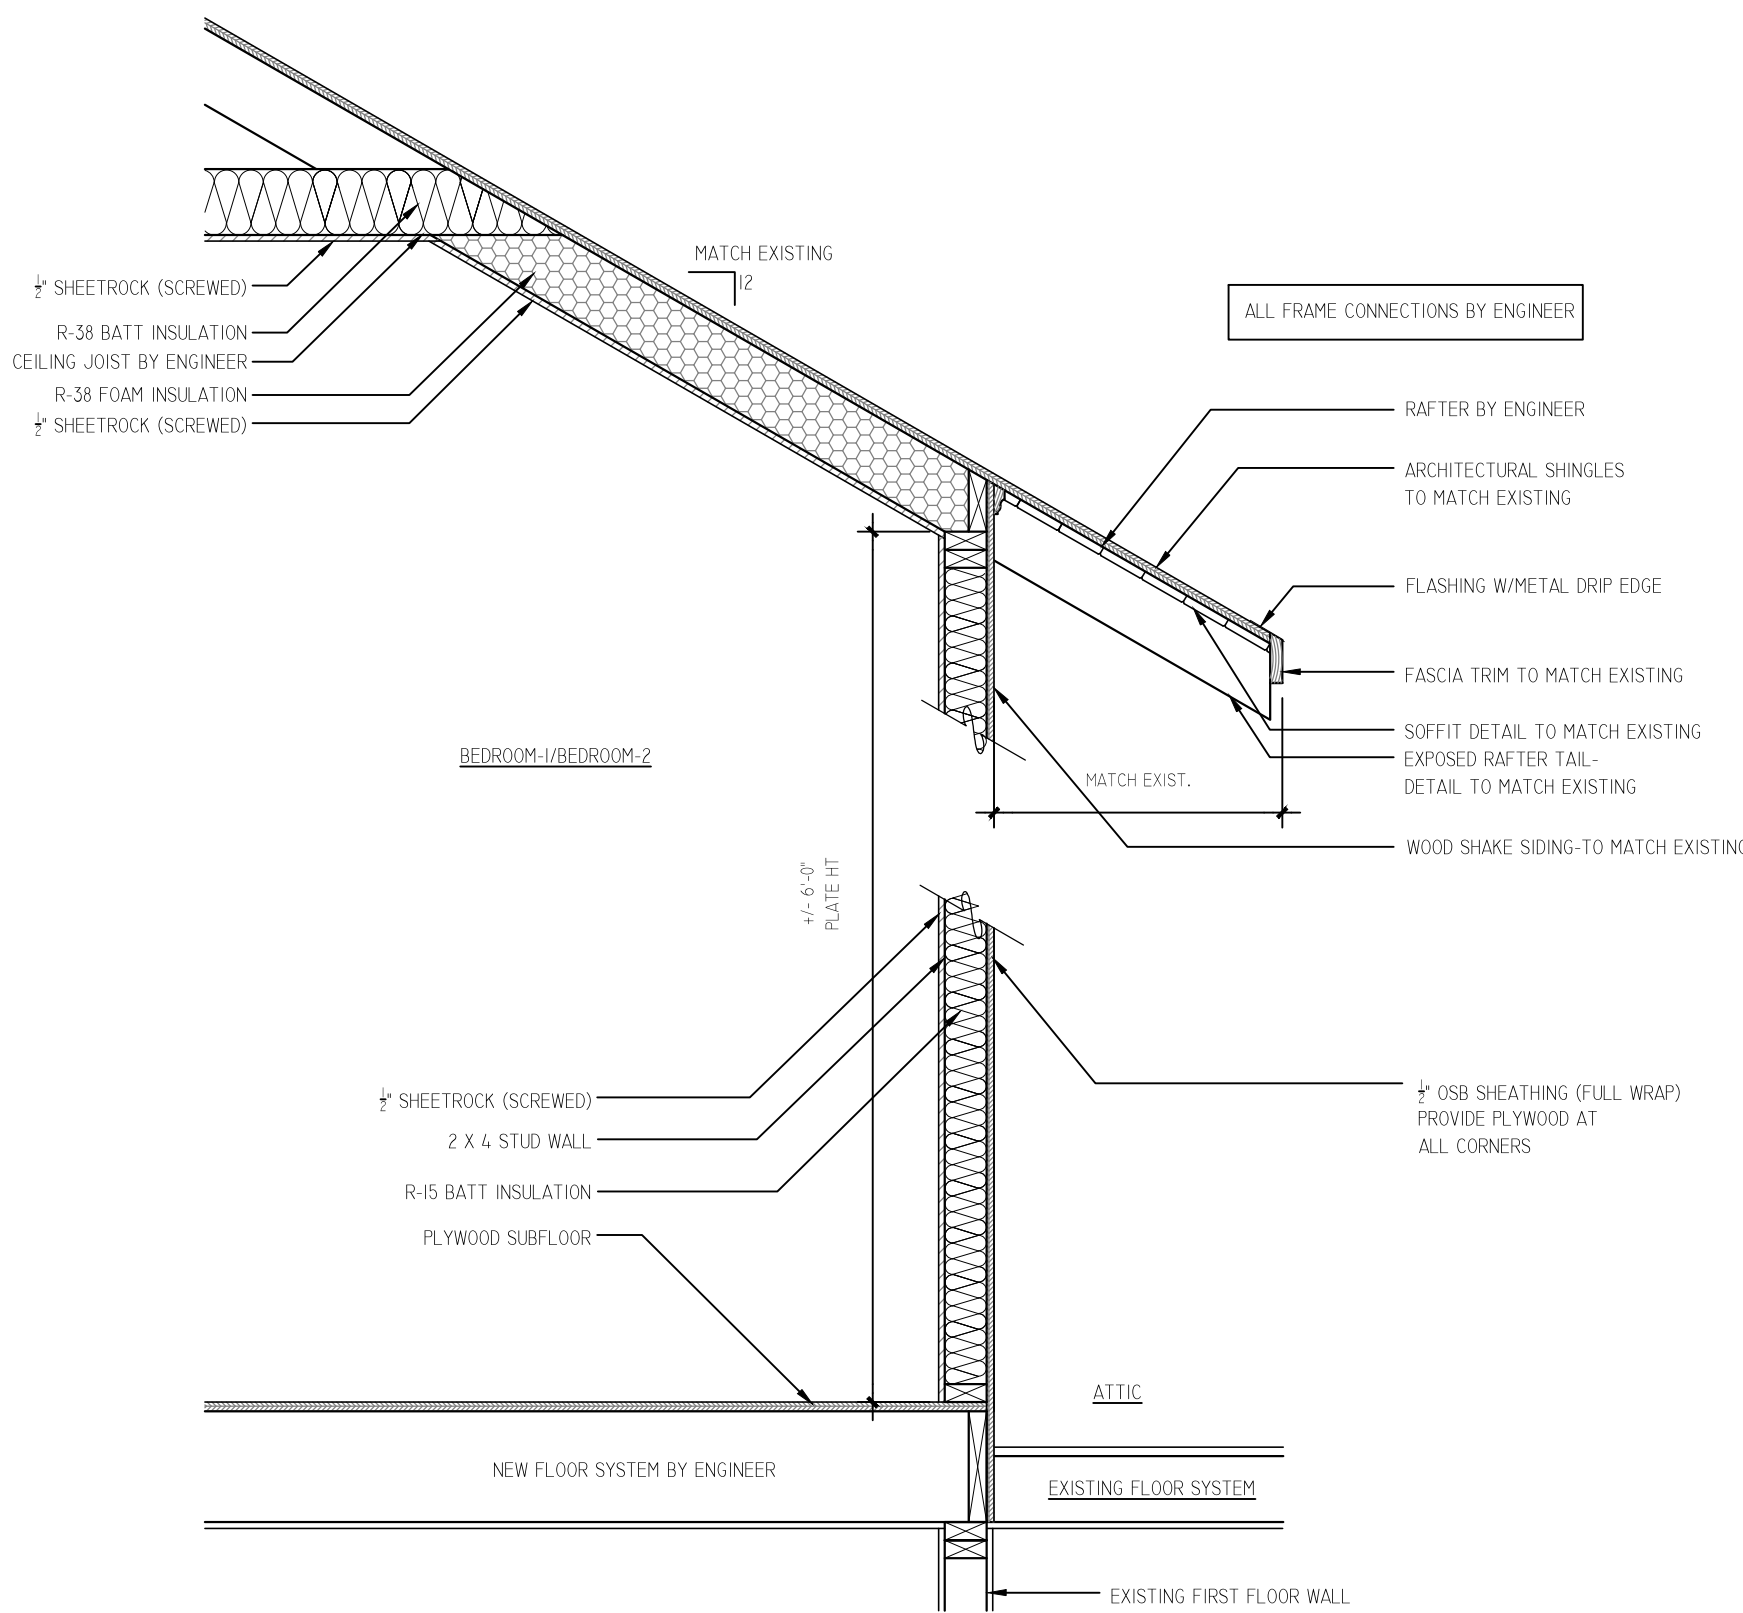 MATCH EXISTING
12
½" SHEETROCK (SCREWED)
R-38 BATT INSULATION
CEILING JOIST BY ENGINEER
R-38 FOAM INSULATION
½" SHEETROCK (SCREWED)
ALL FRAME CONNECTIONS BY ENGINEER
RAFTER BY ENGINEER
ARCHITECTURAL SHINGLES
TO MATCH EXISTING
FLASHING W/METAL DRIP EDGE
FASCIA TRIM TO MATCH EXISTING
SOFFIT DETAIL TO MATCH EXISTING
EXPOSED RAFTER TAIL-
DETAIL TO MATCH EXISTING
BEDROOM-1/BEDROOM-2
MATCH EXIST.
WOOD SHAKE SIDING-TO MATCH EXISTING
+/- 6'-0"
PLATE HT
½" SHEETROCK (SCREWED)
2 X 4 STUD WALL
R-15 BATT INSULATION
PLYWOOD SUBFLOOR
½" OSB SHEATHING (FULL WRAP)
PROVIDE PLYWOOD AT
ALL CORNERS
ATTIC
NEW FLOOR SYSTEM BY ENGINEER
EXISTING FLOOR SYSTEM
EXISTING FIRST FLOOR WALL